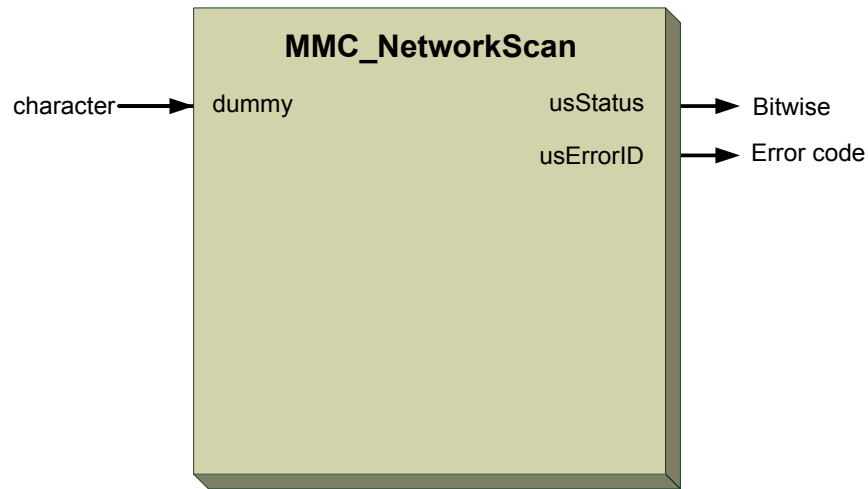 MMC_NetworkScan
character dummy usStatus Bitwise
usErrorID Error code